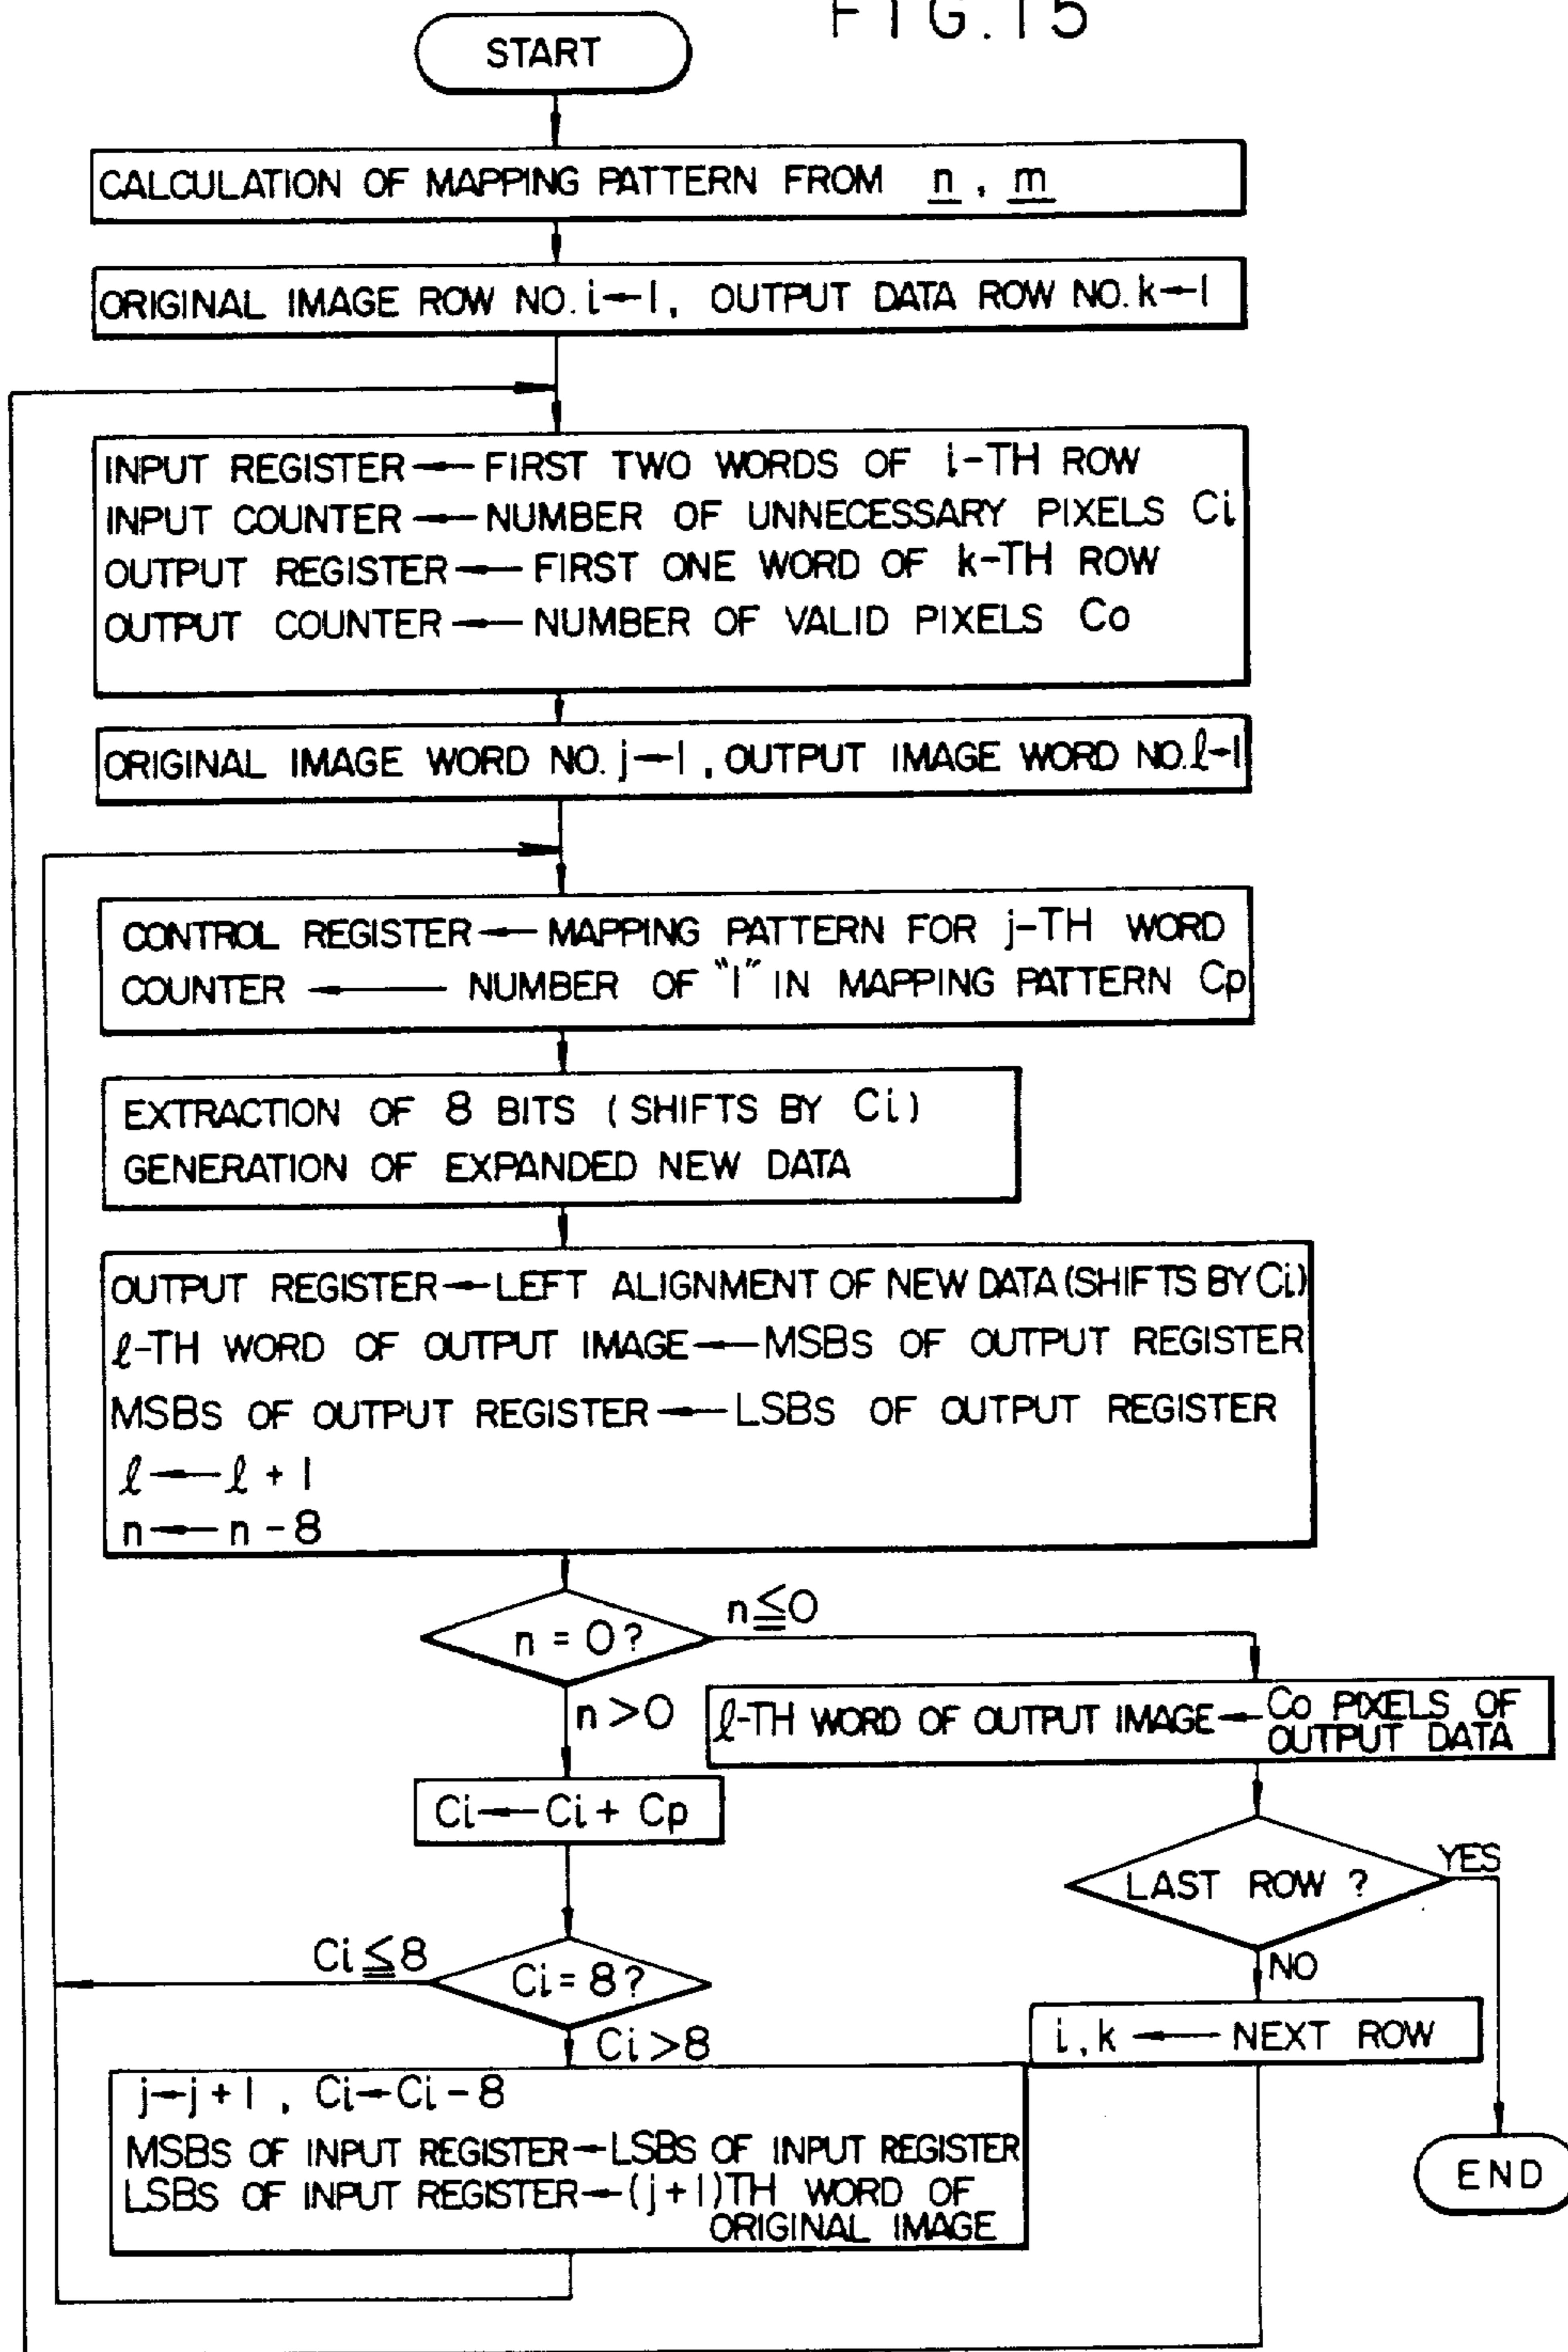 FIG.15
START
CALCULATION OF MAPPING PATTERN FROM n , m
ORIGINAL IMAGE ROW NO. i←1, OUTPUT DATA ROW NO. k←1
INPUT REGISTER ← FIRST TWO WORDS OF i-TH ROW
INPUT COUNTER ← NUMBER OF UNNECESSARY PIXELS Ci
OUTPUT REGISTER ← FIRST ONE WORD OF k-TH ROW
OUTPUT COUNTER ← NUMBER OF VALID PIXELS Co
ORIGINAL IMAGE WORD NO. j←1, OUTPUT IMAGE WORD NO. ℓ←1
CONTROL REGISTER ← MAPPING PATTERN FOR j-TH WORD
COUNTER ← NUMBER OF "1" IN MAPPING PATTERN Cp
EXTRACTION OF 8 BITS (SHIFTS BY Ci)
GENERATION OF EXPANDED NEW DATA
OUTPUT REGISTER ← LEFT ALIGNMENT OF NEW DATA (SHIFTS BY Ci)
ℓ-TH WORD OF OUTPUT IMAGE ← MSBs OF OUTPUT REGISTER
MSBs OF OUTPUT REGISTER ← LSBs OF OUTPUT REGISTER
ℓ ← ℓ + 1
n ← n - 8
n = 0?
n≦0
n>0
ℓ-TH WORD OF OUTPUT IMAGE ← Co PIXELS OF
OUTPUT DATA
Ci ← Ci + Cp
LAST ROW ?
YES
NO
Ci≦8
Ci = 8?
Ci>8
i, k ← NEXT ROW
j←j+1 , Ci←Ci-8
MSBs OF INPUT REGISTER ← LSBs OF INPUT REGISTER
LSBs OF INPUT REGISTER ← (j+1)TH WORD OF
ORIGINAL IMAGE
END